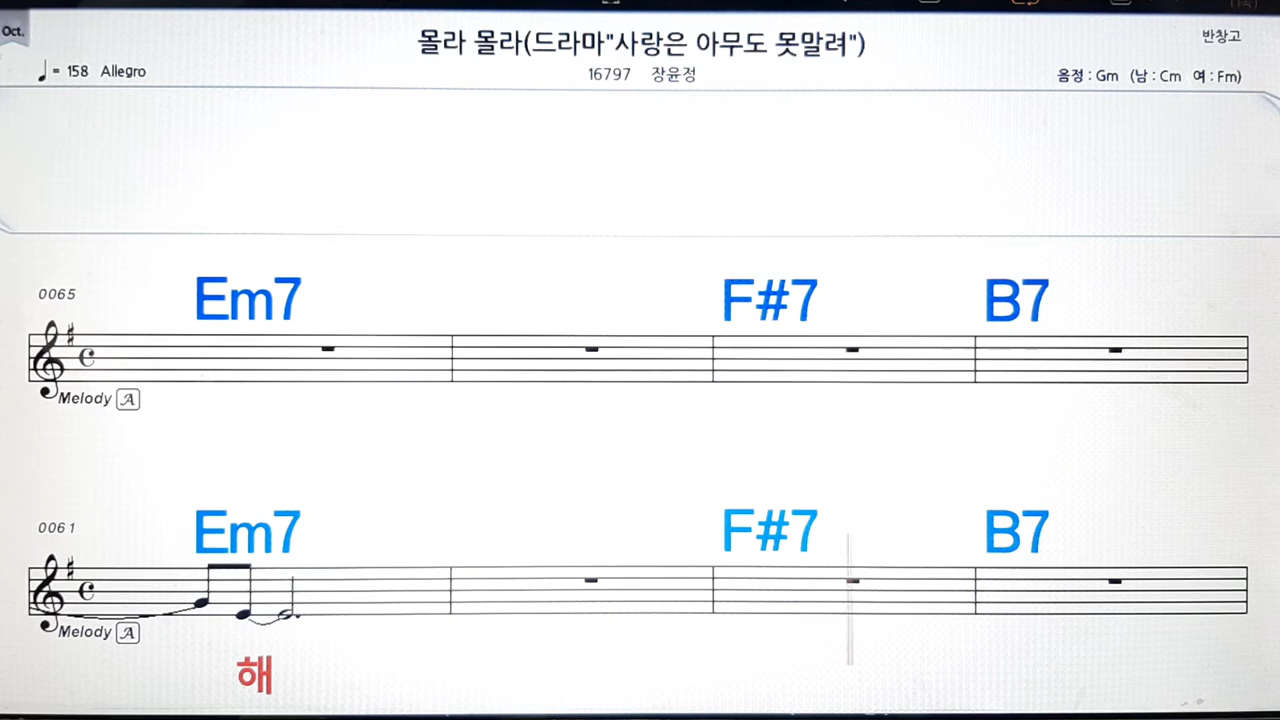 Oct.
몰라 몰라(드라마"사랑은 아무도 못말려")
반창고
♩ = 158 Allegro
16797 장윤정
음정 : Gm (남 : Cm 여 : Fm)
0065
Em7 F#7 B7
Melody A
0061
Em7 F#7 B7
Melody A
해